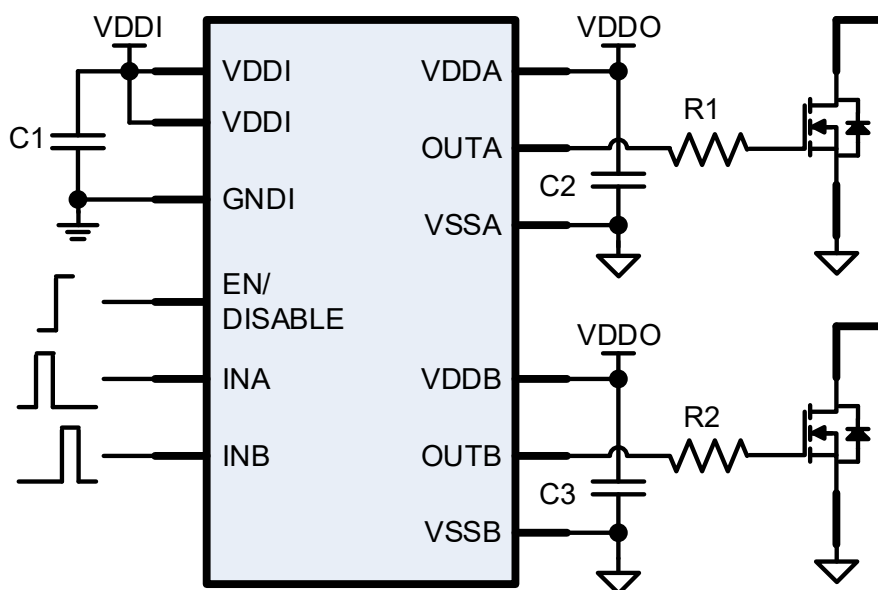 VDDI
C1
VDDI
VDDI
GNDI
EN/
DISABLE
INA
INB
VDDA
OUTA
VSSA
VDDB
OUTB
VSSB
VDDO
R1
C2
VDDO
R2
C3